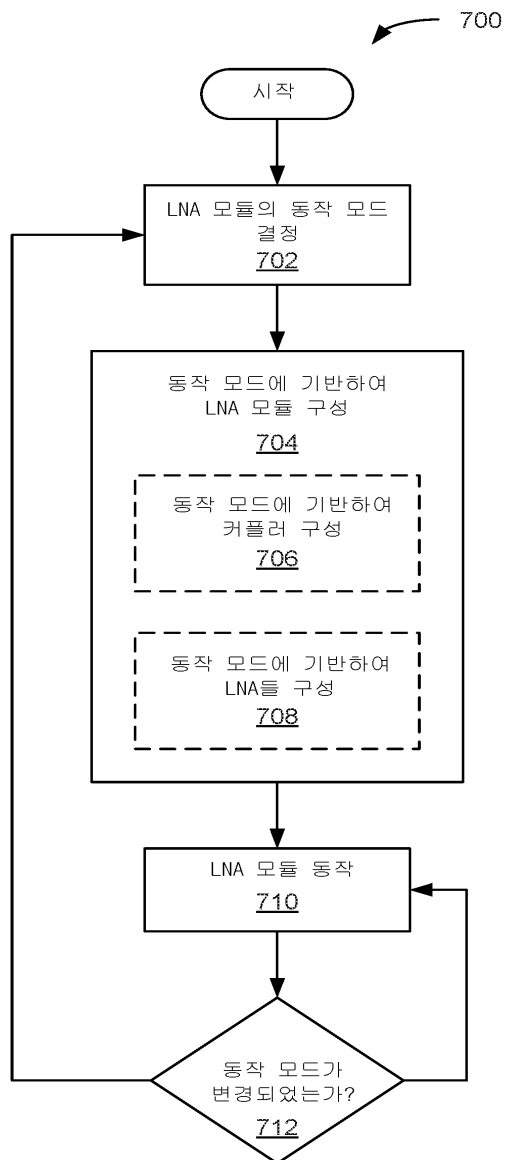 700
시작
LNA 모듈의 동작 모드
결정
702
동작 모드에 기반하여
LNA 모듈 구성
704
동작 모드에 기반하여
커플러 구성
706
동작 모드에 기반하여
LNA들 구성
708
LNA 모듈 동작
710
동작 모드가
변경되었는가?
712